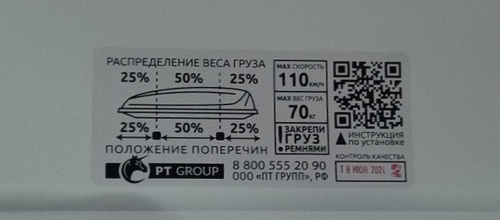 РАСПРЕДЕЛЕНИЕ ВЕСА ГРУЗА
25% 50% 25%
25% 50% 25%
ПОЛОЖЕНИЕ ПОПЕРЕЧИН
PT GROUP
8 800 555 20 90
ООО «ПТ ГРУПП», РФ
MAX СКОРОСТЬ
110 КМ/Ч
MAX ВЕС ГРУЗА
70 КГ
! ЗАКРЕПИ
ГРУЗ
РЕМНЯМИ
ИНСТРУКЦИЯ
по УСТАНОВКЕ
КОНТРОЛЬ КАЧЕСТВА
18 ИЮН 2024